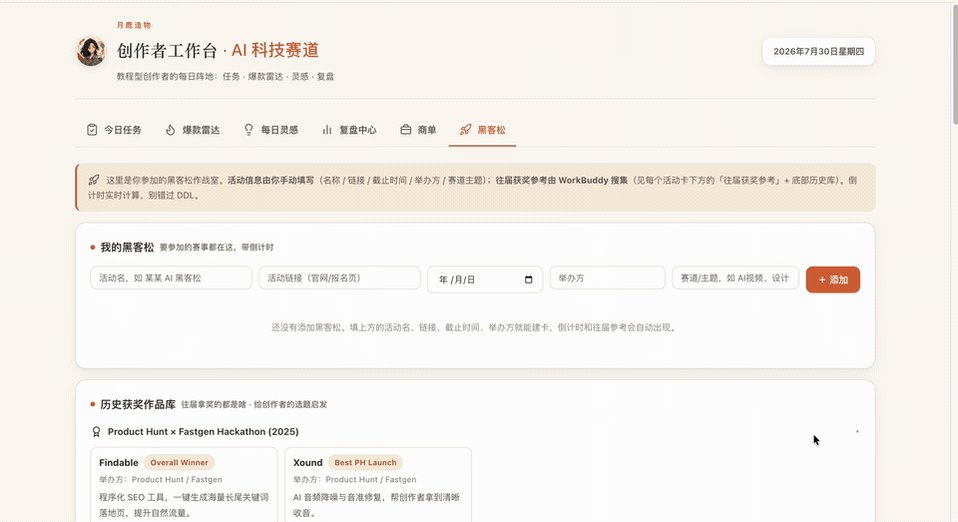 月鹿造物
创作者工作台 · AI 科技赛道
教程型创作者的每日阵地：任务 · 爆款雷达 · 灵感 · 复盘
2026年7月30日星期四
今日任务 爆款雷达 每日灵感 复盘中心 商单 黑客松
这里是你参加的黑客松作战室。活动信息由你手动填写（名称 / 链接 / 截止时间 / 举办方 / 赛道主题）；往届获奖参考由 WorkBuddy 搜集（见每个活动卡下方的「往届获奖参考」+ 底部历史库）。倒
计时实时计算，别错过 DDL。
我的黑客松 要参加的赛事都在这，带倒计时
活动名，如 某某 AI 黑客松 活动链接（官网/报名页） 年 /月/日 举办方 赛道/主题，如 AI视频、设计 + 添加
还没有添加黑客松。填上方的活动名、链接、截止时间、举办方就能建卡，倒计时和往届参考会自动出现。
历史获奖作品库 往届拿奖的都是啥 · 给创作者的选题启发
Product Hunt × Fastgen Hackathon (2025)
Findable Overall Winner
举办方：Product Hunt / Fastgen
程序化 SEO 工具，一键生成海量长尾关键词
落地页，提升自然流量。
Xound Best PH Launch
举办方：Product Hunt / Fastgen
AI 音频降噪与音准修复，帮创作者拿到清晰
收音。